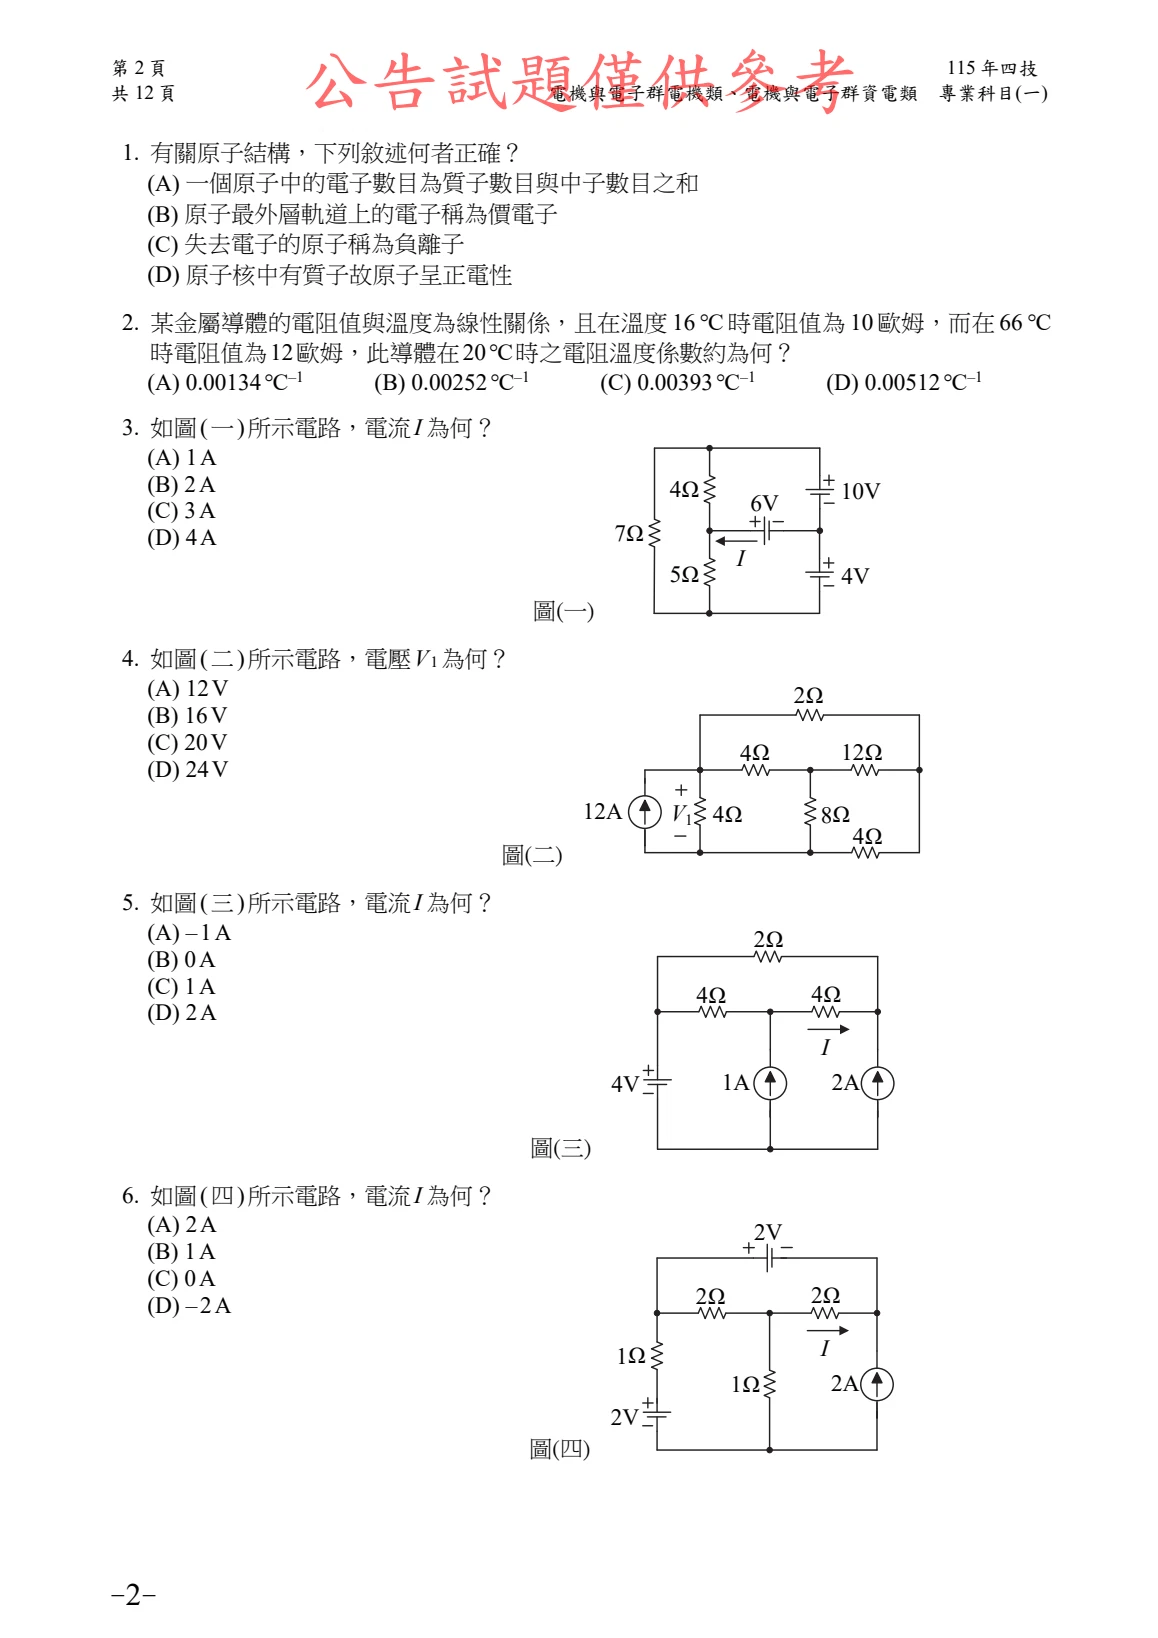 第 2 頁
共 12 頁
公告試題僅供參考
115 年四技
電機與電子群電機類、電機與電子群資電類 專業科目(一)
1. 有關原子結構，下列敘述何者正確？
(A) 一個原子中的電子數目為質子數目與中子數目之和
(B) 原子最外層軌道上的電子稱為價電子
(C) 失去電子的原子稱為負離子
(D) 原子核中有質子故原子呈正電性
2. 某金屬導體的電阻值與溫度為線性關係，且在溫度 16 ℃ 時電阻值為 10 歐姆，而在 66 ℃
時電阻值為 12 歐姆，此導體在 20 ℃ 時之電阻溫度係數約為何？
(A) 0.00134 ℃⁻¹ (B) 0.00252 ℃⁻¹ (C) 0.00393 ℃⁻¹ (D) 0.00512 ℃⁻¹
3. 如圖(一)所示電路，電流 I 為何？
(A) 1 A
(B) 2 A
(C) 3 A
(D) 4 A
4Ω
6V
+ −
+
10V
−
7Ω
I
5Ω
+
4V
−
圖(一)
4. 如圖(二)所示電路，電壓 V₁ 為何？
(A) 12 V
(B) 16 V
(C) 20 V
(D) 24 V
2Ω
4Ω
12Ω
12A
+
V₁
−
4Ω
8Ω
4Ω
圖(二)
5. 如圖(三)所示電路，電流 I 為何？
(A) –1 A
(B) 0 A
(C) 1 A
(D) 2 A
2Ω
4Ω
4Ω
I
+
4V
−
1A
2A
圖(三)
6. 如圖(四)所示電路，電流 I 為何？
(A) 2 A
(B) 1 A
(C) 0 A
(D) –2 A
2V
+ −
2Ω
2Ω
I
1Ω
1Ω
2A
+
2V
−
圖(四)
–2–